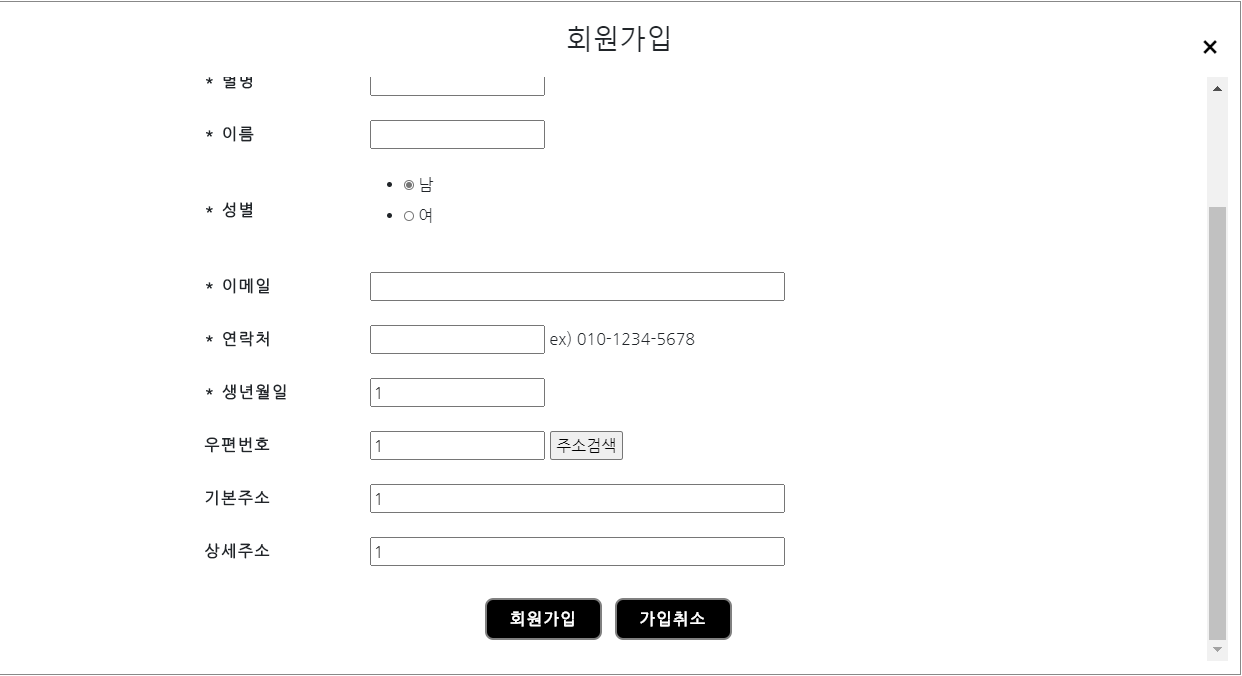 회원가입
* 별명
* 이름
남
* 성별
여
* 이메일
* 연락처 ex) 010-1234-5678
* 생년월일 1
우편번호 1 주소검색
기본주소 1
상세주소 1
회원가입 가입취소